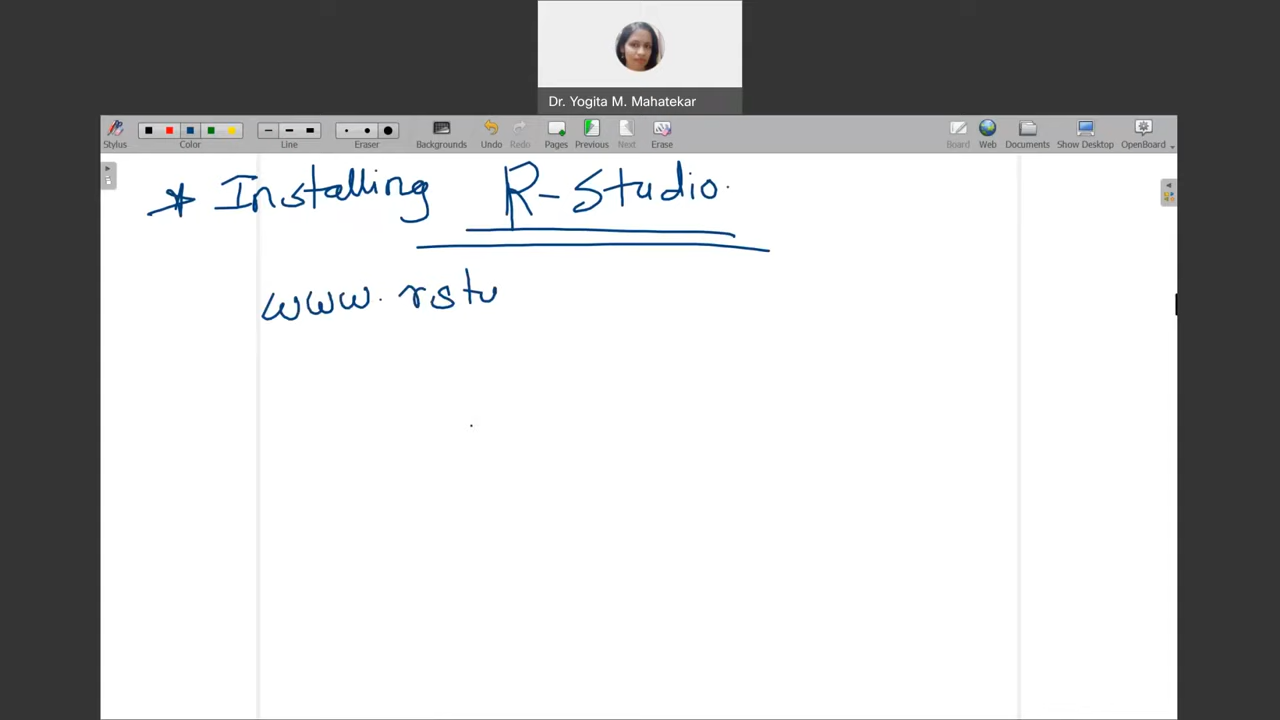 Dr. Yogita M. Mahatekar
Stylus Color Line Eraser Backgrounds Undo Redo Pages Previous Next Erase Board Web Documents Show Desktop OpenBoard
* Installing R-Studio.
www.rstu